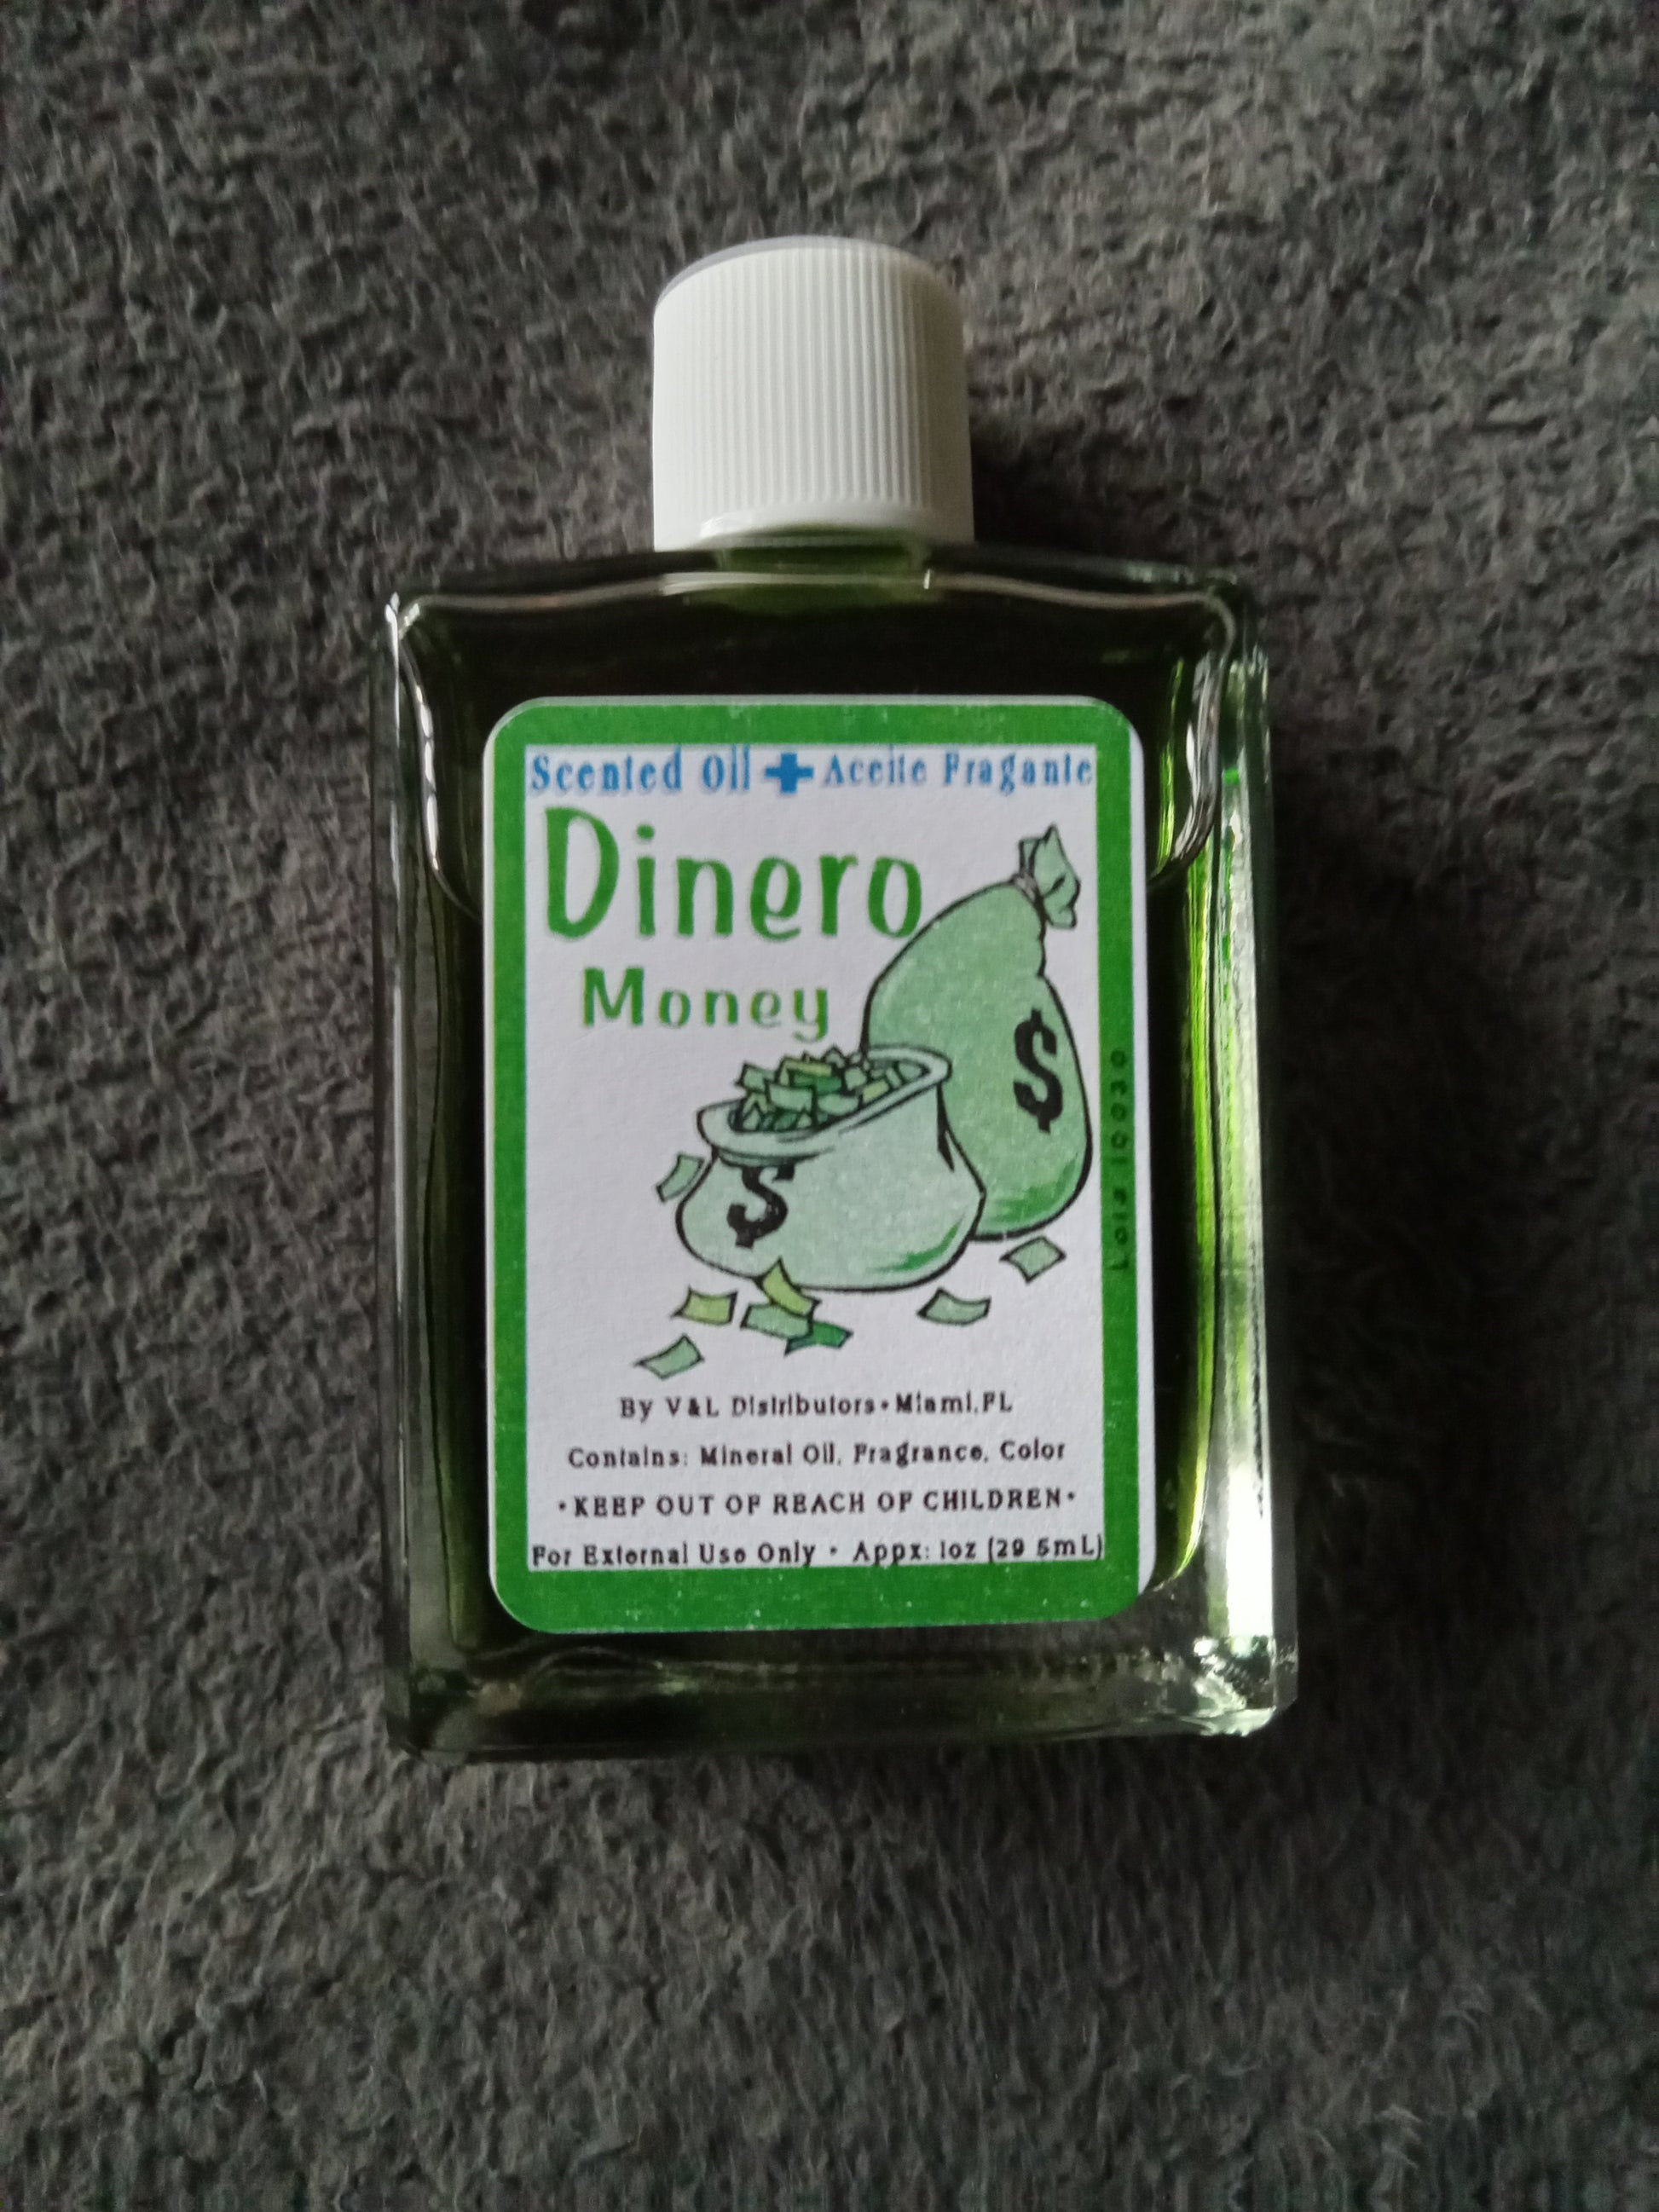 Scented Oil ✚ Aceite Fragante
Dinero
Money
$
$
By V&L Distributors • Miami, FL
Contains: Mineral Oil, Fragrance, Color
• KEEP OUT OF REACH OF CHILDREN •
For External Use Only • Appx: 1oz (29.5mL)